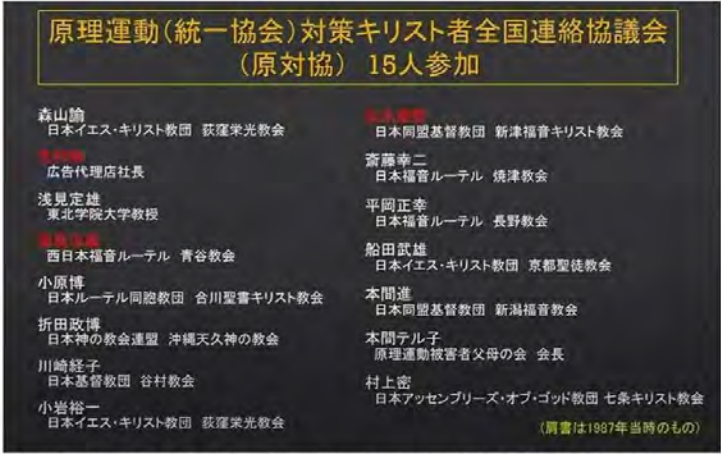 原理運動(統一協会)対策キリスト者全国連絡協議会
(原対協) 15人参加
森山諭
日本イエス・キリスト教団 荻窪栄光教会
広告代理店社長
浅見定雄
東北学院大学教授
西日本福音ルーテル 青谷教会
小原博
日本ルーテル同胞教団 合川聖書キリスト教会
折田政博
日本神の教会連盟 沖縄天久神の教会
川崎経子
日本基督教団 谷村教会
小岩裕一
日本イエス・キリスト教団 荻窪栄光教会
日本同盟基督教団 新津福音キリスト教会
斎藤幸二
日本福音ルーテル 焼津教会
平岡正幸
日本福音ルーテル 長野教会
船田武雄
日本イエス・キリスト教団 京都聖徒教会
本間進
日本同盟基督教団 新潟福音教会
本間テル子
原理運動被害者父母の会 会長
村上密
日本アッセンブリーズ・オブ・ゴッド教団 七条キリスト教会
(肩書は1987年当時のもの)